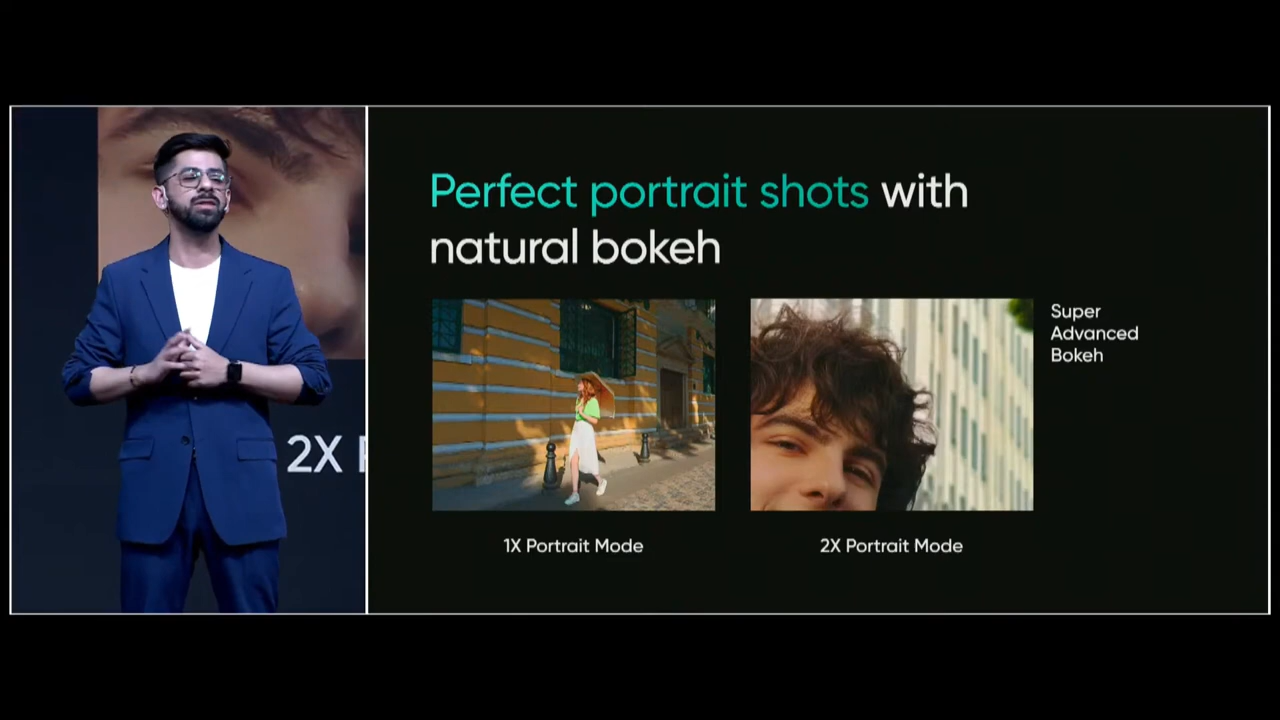 Perfect portrait shots with
natural bokeh
Super
Advanced
Bokeh
1X Portrait Mode
2X Portrait Mode
2X